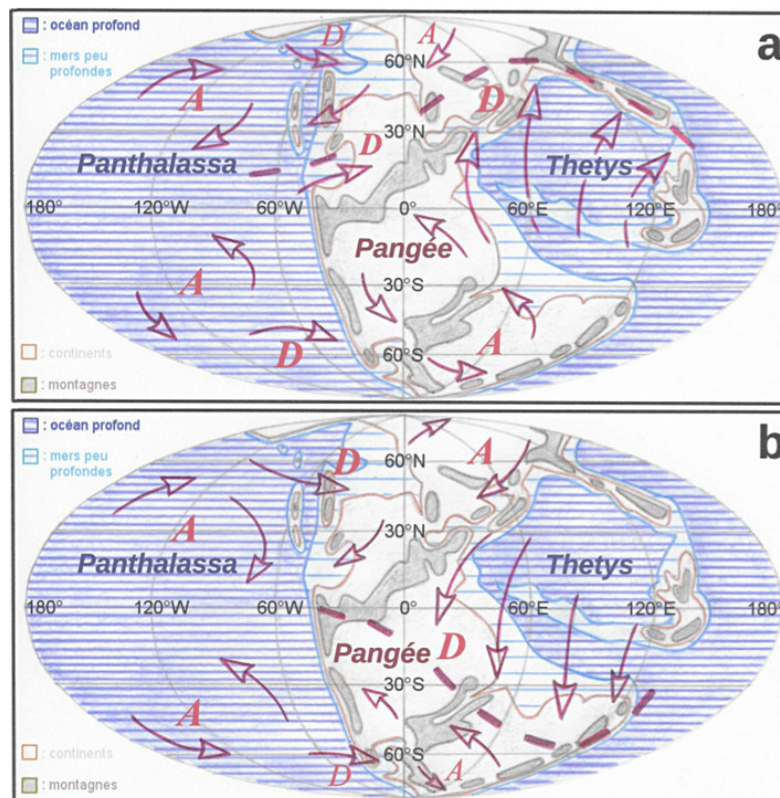 : océan profond
: mers peu
profondes
a
D
A
60°N
A
D
30°N
D
Panthalassa
Thetys
180°
120°W
60°W
0°
60°E
120°E
180°
Pangée
A
30°S
D
A
60°S
: continents
: montagnes
: océan profond
: mers peu
profondes
b
D
A
60°N
A
30°N
Panthalassa
Thetys
180°
120°W
60°W
0°
60°E
120°E
180°
Pangée
D
30°S
A
60°S
D
A
: continents
: montagnes